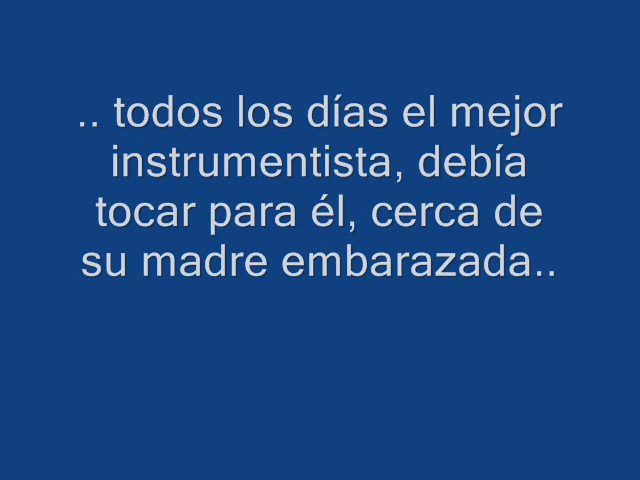 .. todos los días el mejor
instrumentista, debía
tocar para él, cerca de
su madre embarazada..